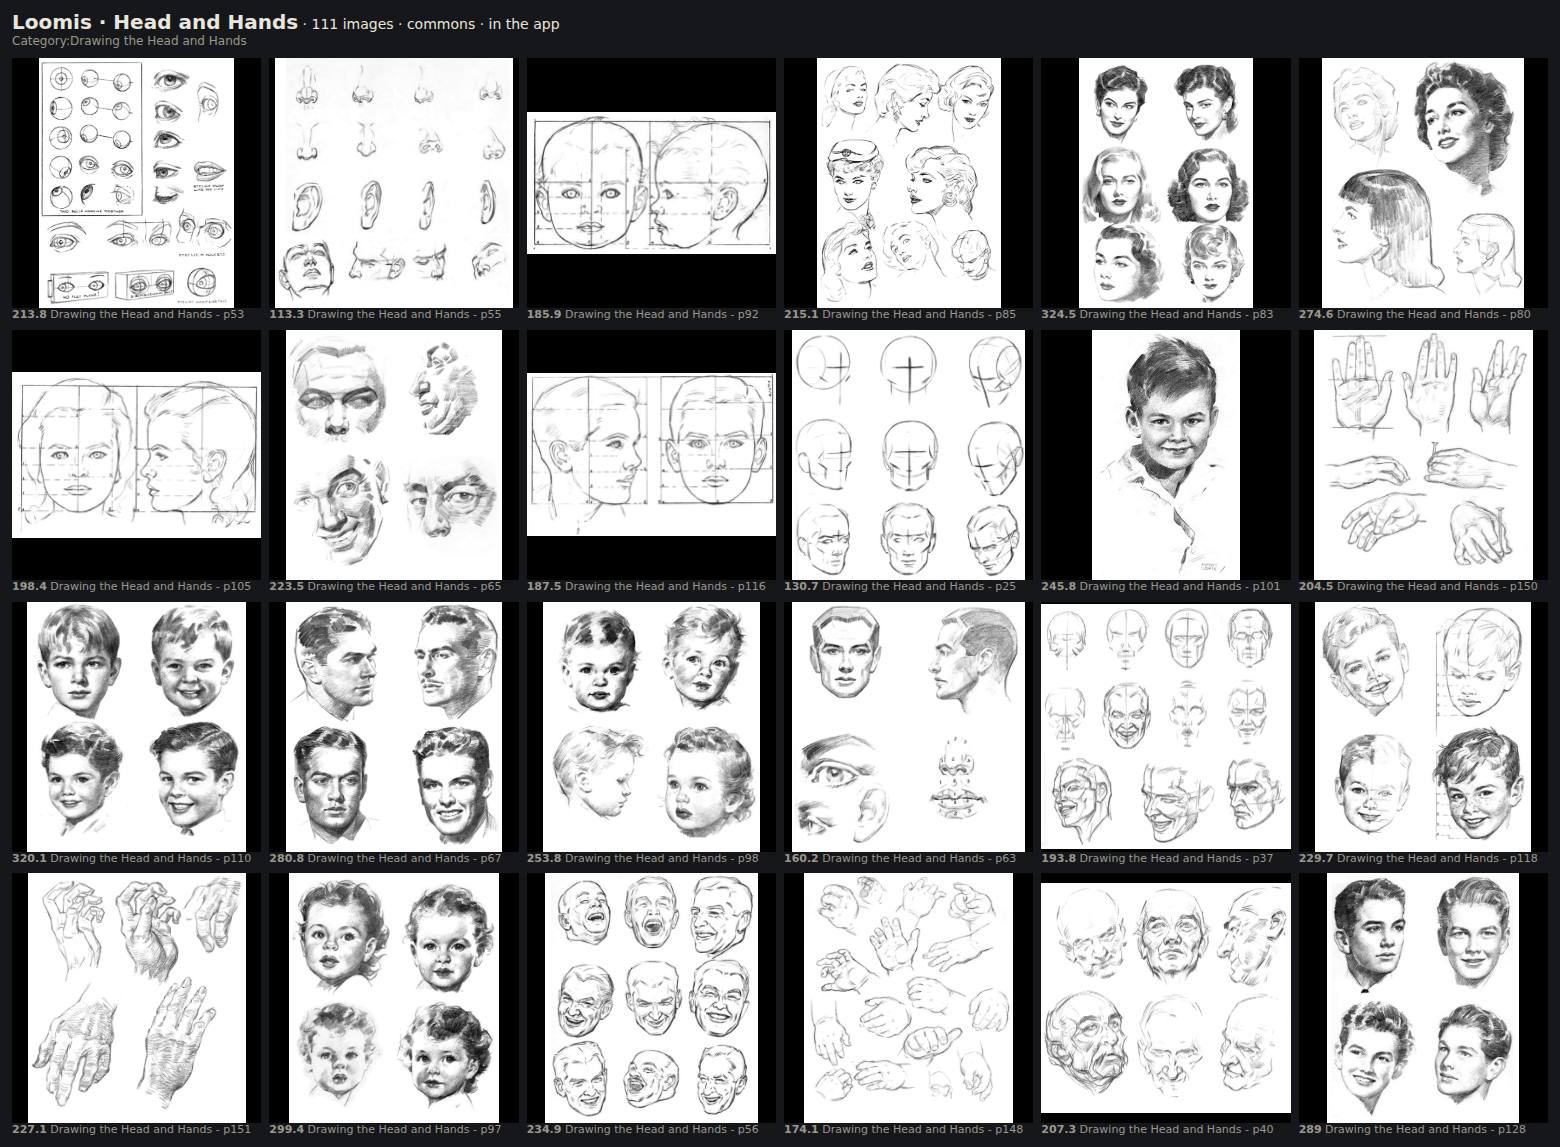 Loomis · Head and Hands · 111 images · commons · in the app
Category:Drawing the Head and Hands
213.8 Drawing the Head and Hands - p53
113.3 Drawing the Head and Hands - p55
185.9 Drawing the Head and Hands - p92
215.1 Drawing the Head and Hands - p85
324.5 Drawing the Head and Hands - p83
274.6 Drawing the Head and Hands - p80
198.4 Drawing the Head and Hands - p105
223.5 Drawing the Head and Hands - p65
187.5 Drawing the Head and Hands - p116
130.7 Drawing the Head and Hands - p25
245.8 Drawing the Head and Hands - p101
204.5 Drawing the Head and Hands - p150
320.1 Drawing the Head and Hands - p110
280.8 Drawing the Head and Hands - p67
253.8 Drawing the Head and Hands - p98
160.2 Drawing the Head and Hands - p63
193.8 Drawing the Head and Hands - p37
229.7 Drawing the Head and Hands - p118
227.1 Drawing the Head and Hands - p151
299.4 Drawing the Head and Hands - p97
234.9 Drawing the Head and Hands - p56
174.1 Drawing the Head and Hands - p148
207.3 Drawing the Head and Hands - p40
289 Drawing the Head and Hands - p128